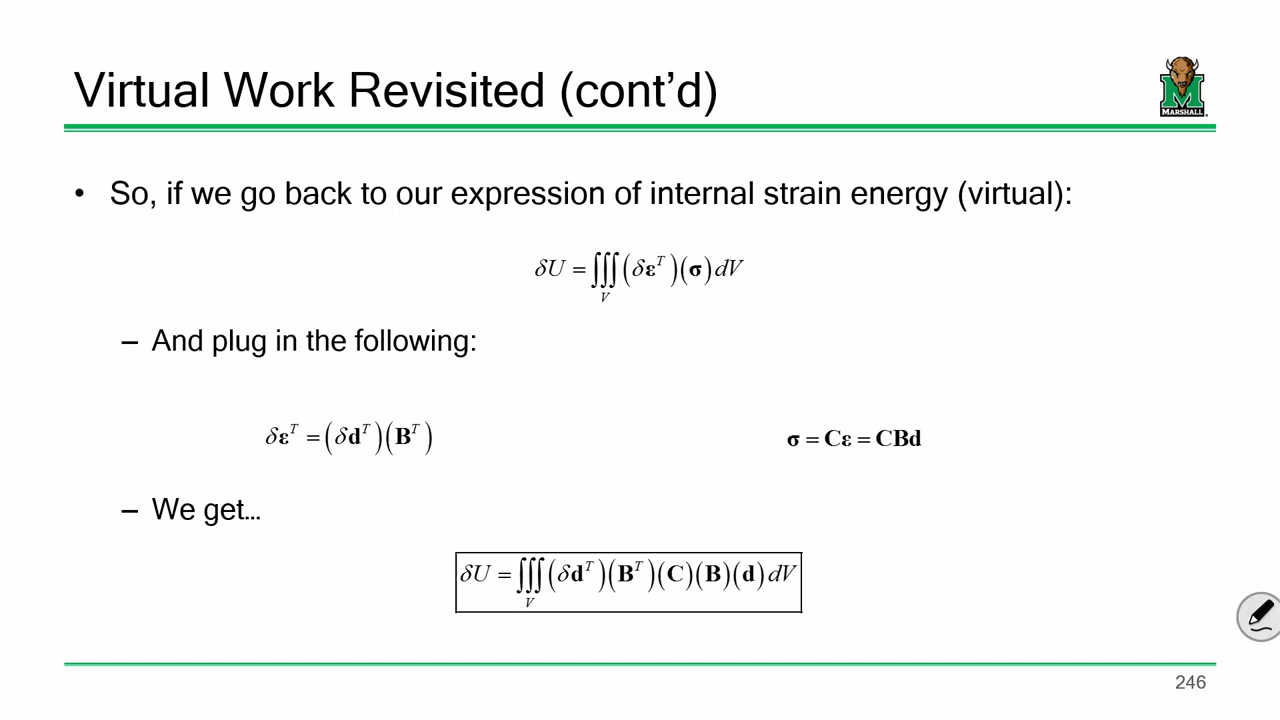 Virtual Work Revisited (cont’d)
MARSHALL
• So, if we go back to our expression of internal strain energy (virtual):
δU = ∭_V (δε^T)(σ) dV
– And plug in the following:
δε^T = (δd^T)(B^T)
σ = Cε = CBd
– We get…
δU = ∭_V (δd^T)(B^T)(C)(B)(d) dV
246